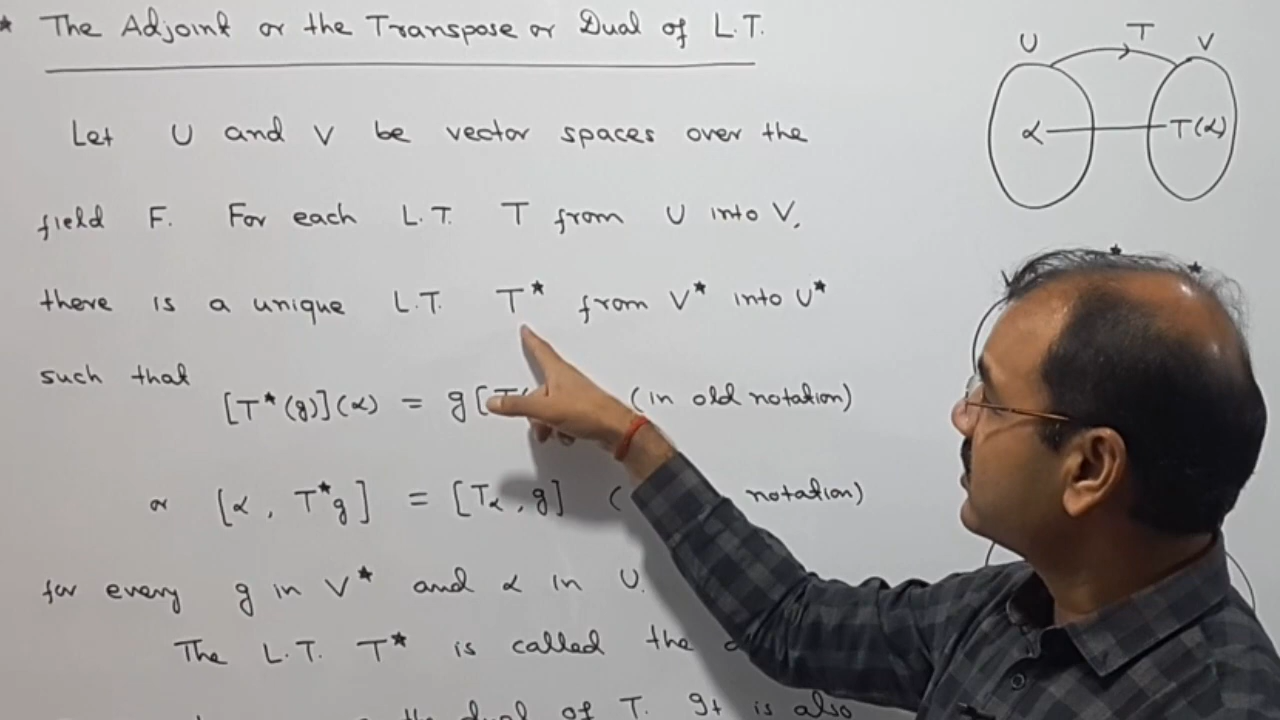 * The Adjoint or the Transpose or Dual of L.T.
Let U and V be vector spaces over the
field F. For each L.T. T from U into V,
there is a unique L.T. T* from V* into U*
such that
[T*(g)](α) = g[T( (in old notation)
or [α, T*g] = [Tα, g] ( notation)
for every g in V* and α in U.
The L.T. T* is called the
the dual of T. It is also
U T V
α T(α)